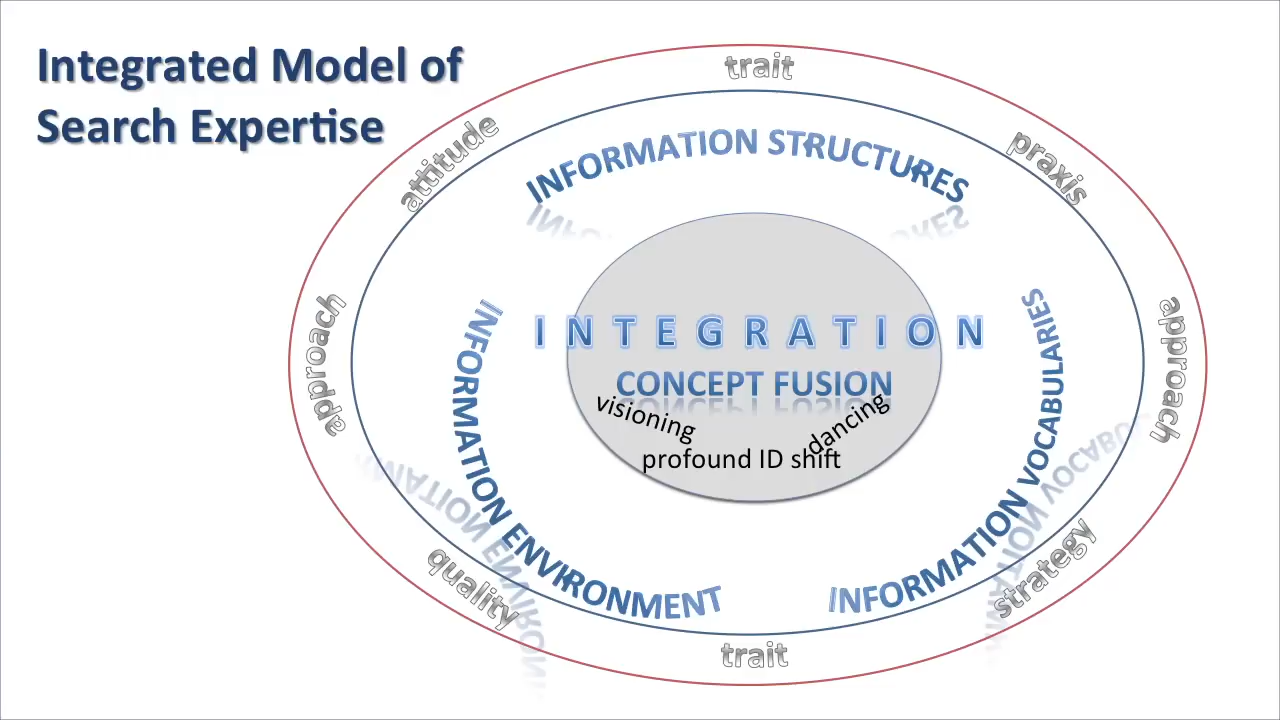 Integrated Model of
Search Expertise
trait
attitude
praxis
INFORMATION STRUCTURES
approach
approach
INTEGRATION
CONCEPT FUSION
visioning
dancing
profound ID shift
INFORMATION ENVIRONMENT
INFORMATION VOCABULARIES
quality
strategy
trait